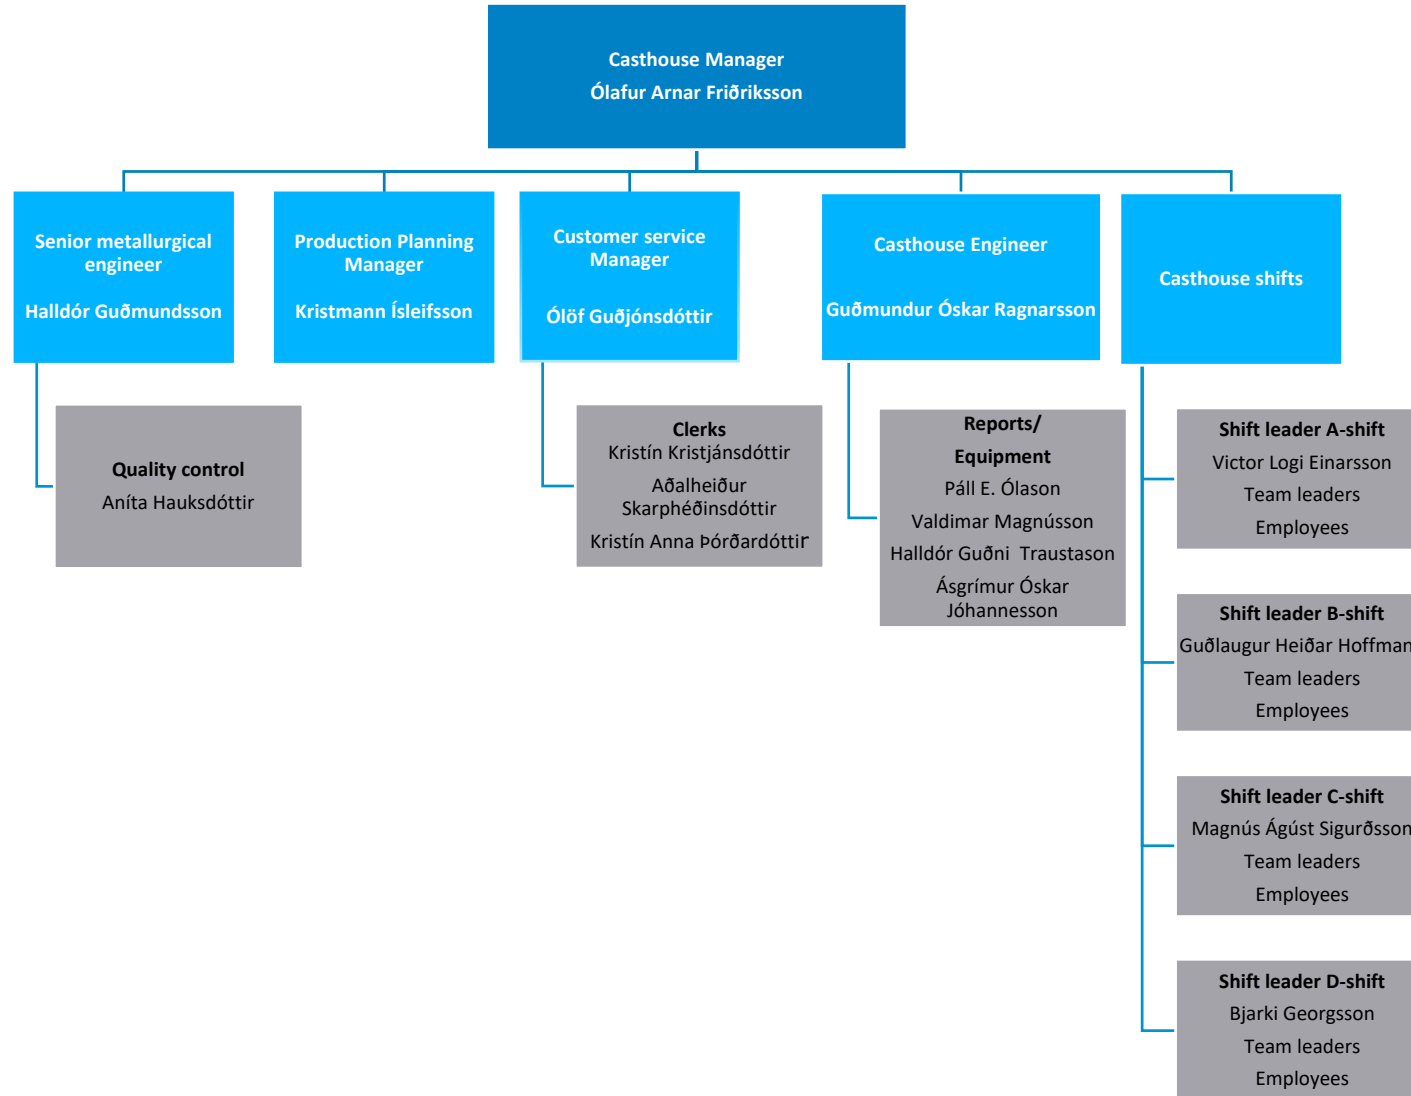 Casthouse Manager
Ólafur Arnar Friðriksson
Senior metallurgical
engineer
Halldór Guðmundsson
Production Planning
Manager
Kristmann Ísleifsson
Customer service
Manager
Ólöf Guðjónsdóttir
Casthouse Engineer
Guðmundur Óskar Ragnarsson
Casthouse shifts
Quality control
Aníta Hauksdóttir
Clerks
Kristín Kristjánsdóttir
Aðalheiður
Skarphéðinsdóttir
Kristín Anna Þórðardóttir
Reports/
Equipment
Páll E. Ólason
Valdimar Magnússon
Halldór Guðni  Traustason
Ásgrímur Óskar
Jóhannesson
Shift leader A-shift
Victor Logi Einarsson
Team leaders
Employees
Shift leader B-shift
Guðlaugur Heiðar Hoffman
Team leaders
Employees
Shift leader C-shift
Magnús Ágúst Sigurðsson
Team leaders
Employees
Shift leader D-shift
Bjarki Georgsson
Team leaders
Employees